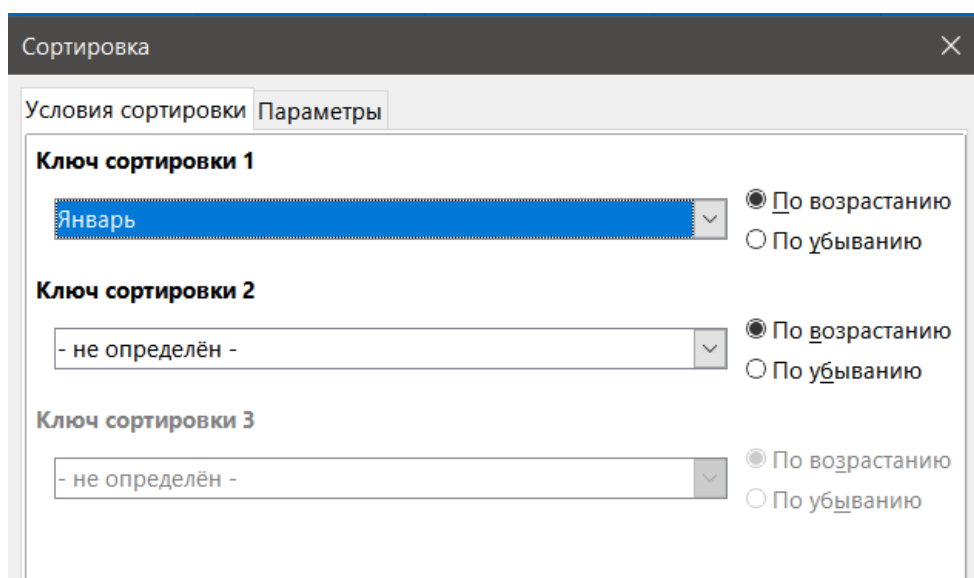 Сортировка
Условия сортировки Параметры
Ключ сортировки 1
Январь
По возрастанию
По убыванию
Ключ сортировки 2
- не определён -
По возрастанию
По убыванию
Ключ сортировки 3
- не определён -
По возрастанию
По убыванию